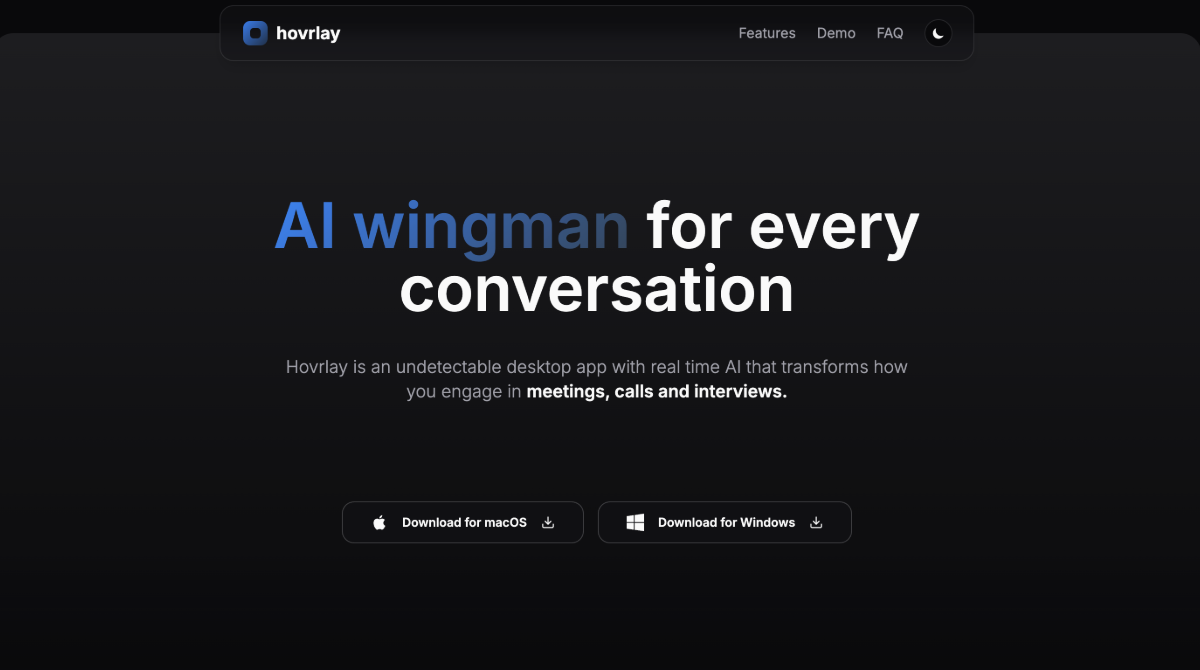 hovrlay
Features Demo FAQ
AI wingman for every
conversation
Hovrlay is an undetectable desktop app with real time AI that transforms how
you engage in meetings, calls and interviews.
Download for macOS
Download for Windows